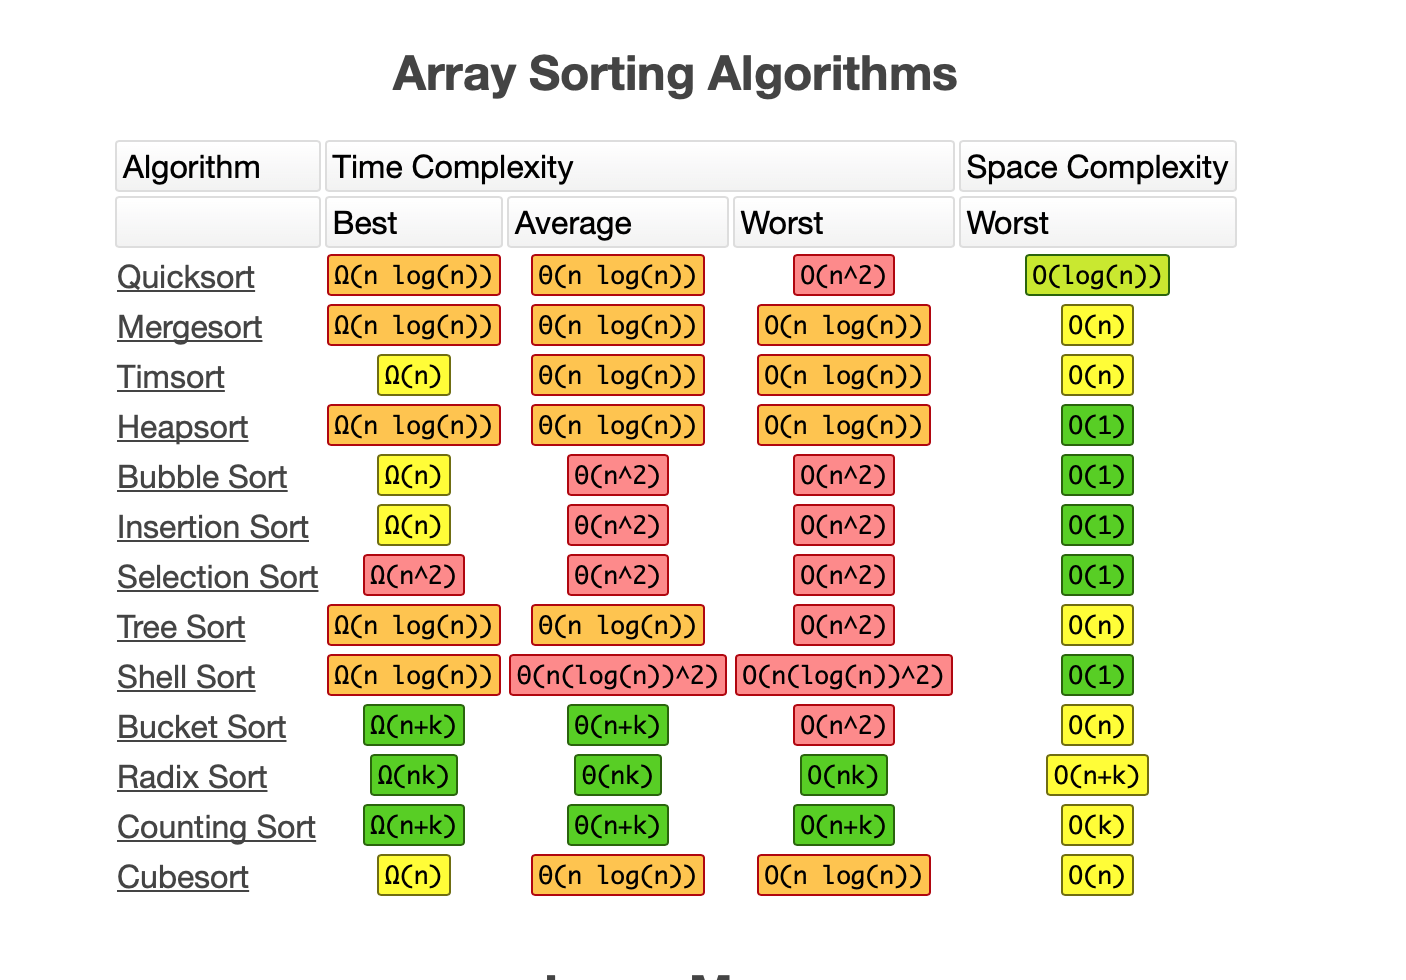 Array Sorting Algorithms
Algorithm Time Complexity Space Complexity
Best Average Worst Worst
Quicksort Ω(n log(n)) Θ(n log(n)) O(n^2) O(log(n))
Mergesort Ω(n log(n)) Θ(n log(n)) O(n log(n)) O(n)
Timsort Ω(n) Θ(n log(n)) O(n log(n)) O(n)
Heapsort Ω(n log(n)) Θ(n log(n)) O(n log(n)) O(1)
Bubble Sort Ω(n) Θ(n^2) O(n^2) O(1)
Insertion Sort Ω(n) Θ(n^2) O(n^2) O(1)
Selection Sort Ω(n^2) Θ(n^2) O(n^2) O(1)
Tree Sort Ω(n log(n)) Θ(n log(n)) O(n^2) O(n)
Shell Sort Ω(n log(n)) Θ(n(log(n))^2) O(n(log(n))^2) O(1)
Bucket Sort Ω(n+k) Θ(n+k) O(n^2) O(n)
Radix Sort Ω(nk) Θ(nk) O(nk) O(n+k)
Counting Sort Ω(n+k) Θ(n+k) O(n+k) O(k)
Cubesort Ω(n) Θ(n log(n)) O(n log(n)) O(n)